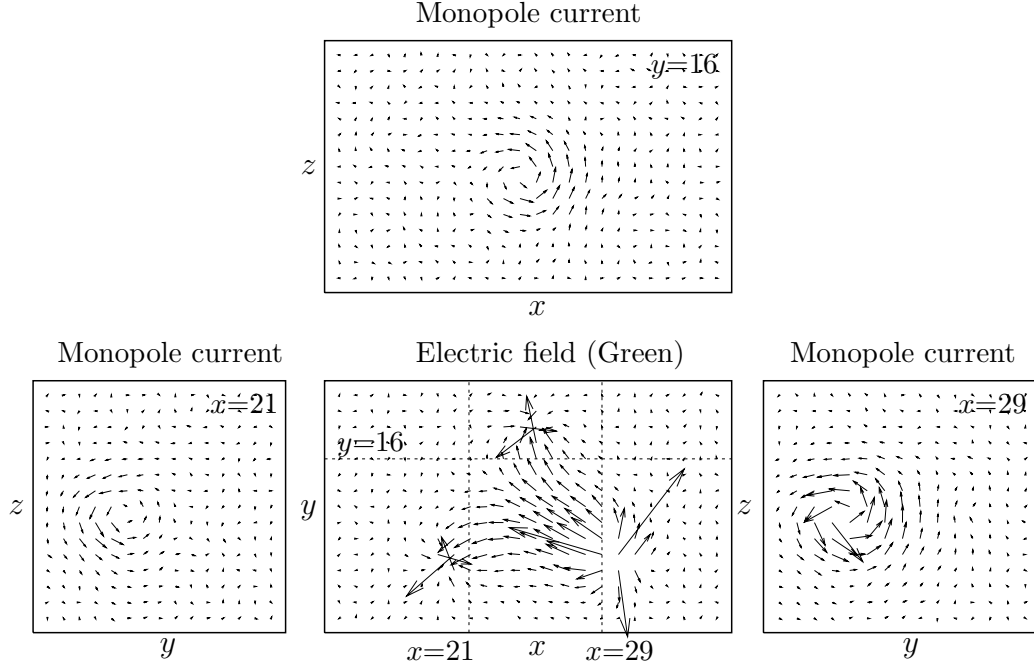 Monopole current
y=16
z
x
Monopole current
x=21
z
y
Electric field (Green)
y=16
y
x=21
x
x=29
Monopole current
x=29
z
y